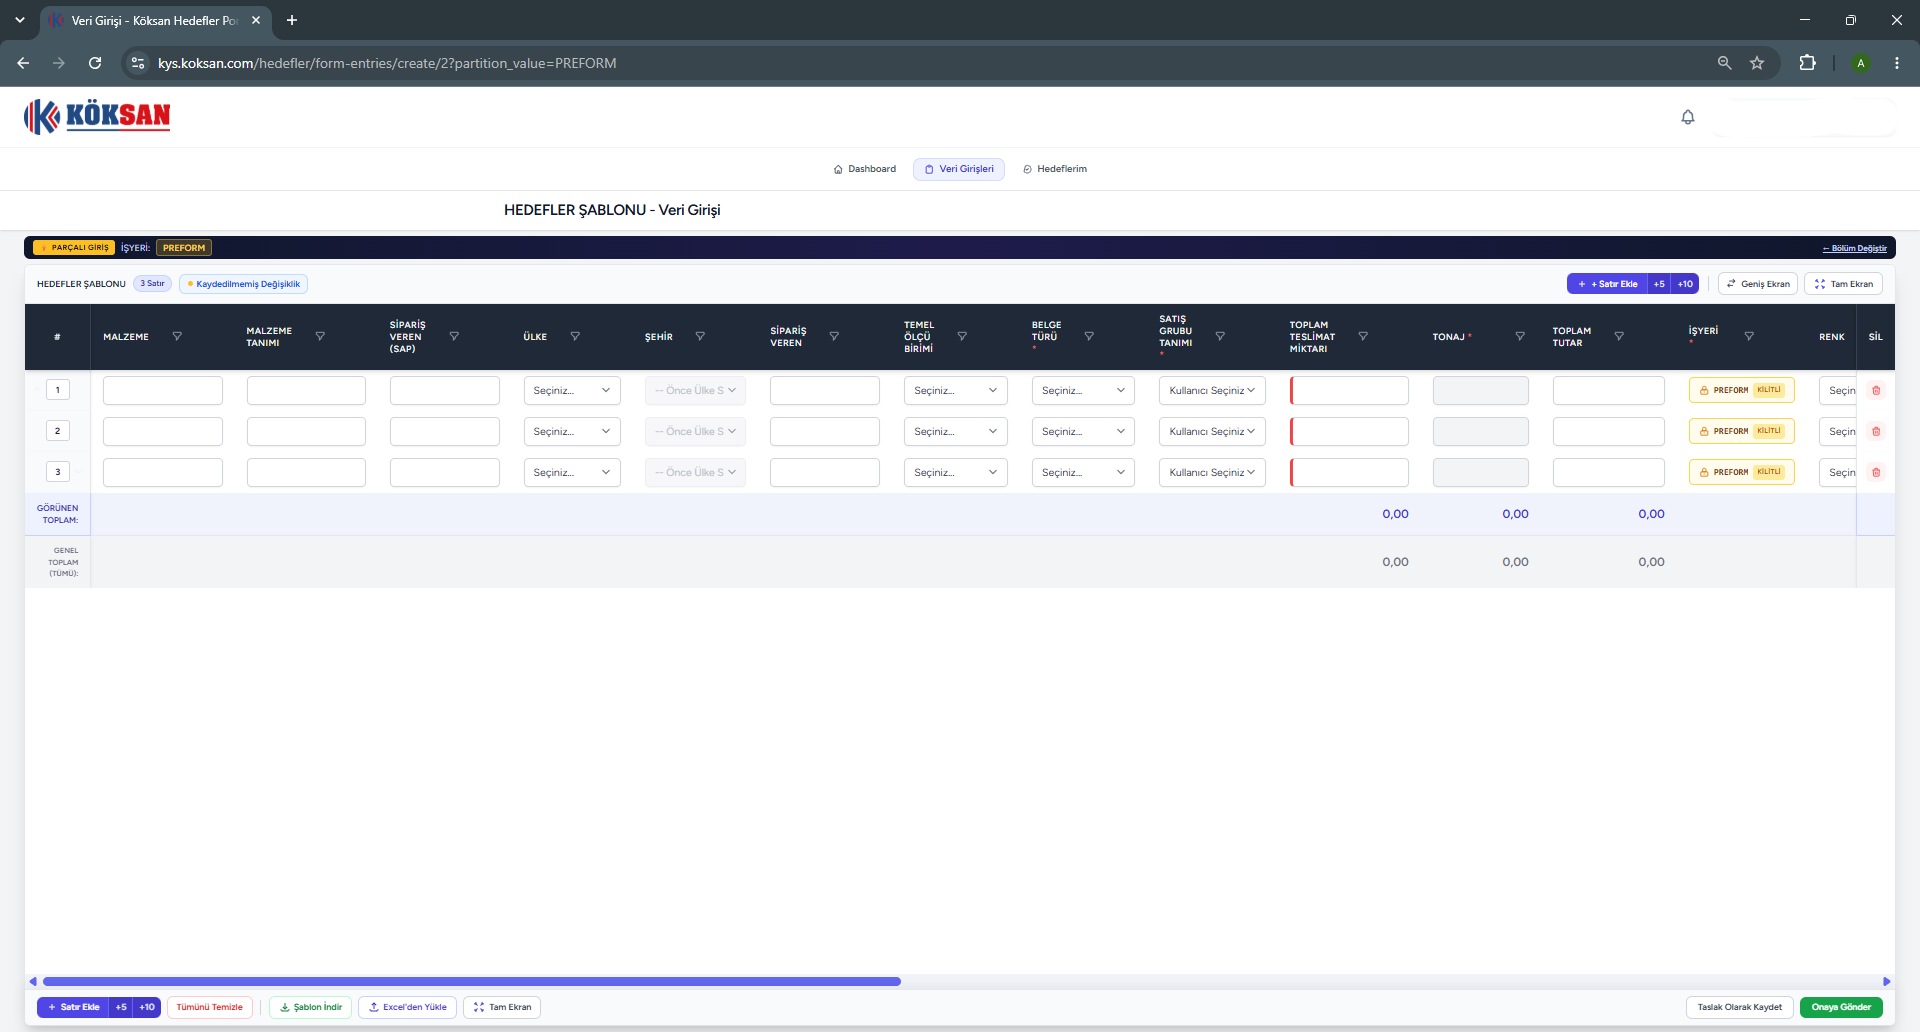 Veri Girişi - Köksan Hedefler Po
kys.koksan.com/hedefler/form-entries/create/2?partition_value=PREFORM
A
KÖKSAN
Dashboard
Veri Girişleri
Hedeflerim
HEDEFLER ŞABLONU - Veri Girişi
PARÇALI GİRİŞ İŞYERİ: PREFORM
← Bölüm Değiştir
HEDEFLER ŞABLONU 3 Satır Kaydedilmemiş Değişiklik
+ + Satır Ekle +5 +10 Geniş Ekran Tam Ekran
# MALZEME MALZEME TANIMI SİPARİŞ VEREN (SAP) ÜLKE ŞEHİR SİPARİŞ VEREN TEMEL ÖLÇÜ BİRİMİ BELGE TÜRÜ * SATIŞ GRUBU TANIMI * TOPLAM TESLİMAT MİKTARI TONAJ * TOPLAM TUTAR İŞYERİ * RENK SİL
1 Seçiniz... -- Önce Ülke S Seçiniz... Seçiniz... Kullanıcı Seçiniz PREFORM KİLİTLİ Seçin
2 Seçiniz... -- Önce Ülke S Seçiniz... Seçiniz... Kullanıcı Seçiniz PREFORM KİLİTLİ Seçin
3 Seçiniz... -- Önce Ülke S Seçiniz... Seçiniz... Kullanıcı Seçiniz PREFORM KİLİTLİ Seçin
GÖRÜNEN TOPLAM: 0,00 0,00 0,00
GENEL TOPLAM (TÜMÜ): 0,00 0,00 0,00
+ Satır Ekle +5 +10 Tümünü Temizle Şablon İndir Excel'den Yükle Tam Ekran
Taslak Olarak Kaydet Onaya Gönder